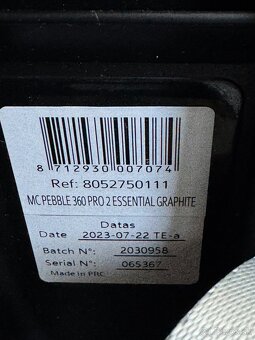 8 712930 007074
Ref: 8052750111
MC PEBBLE 360 PRO 2 ESSENTIAL GRAPHITE
Datas
Date 2023-07-22 TE-a
Batch N°: 2030958
Serial N°: 065367
Made in PRC